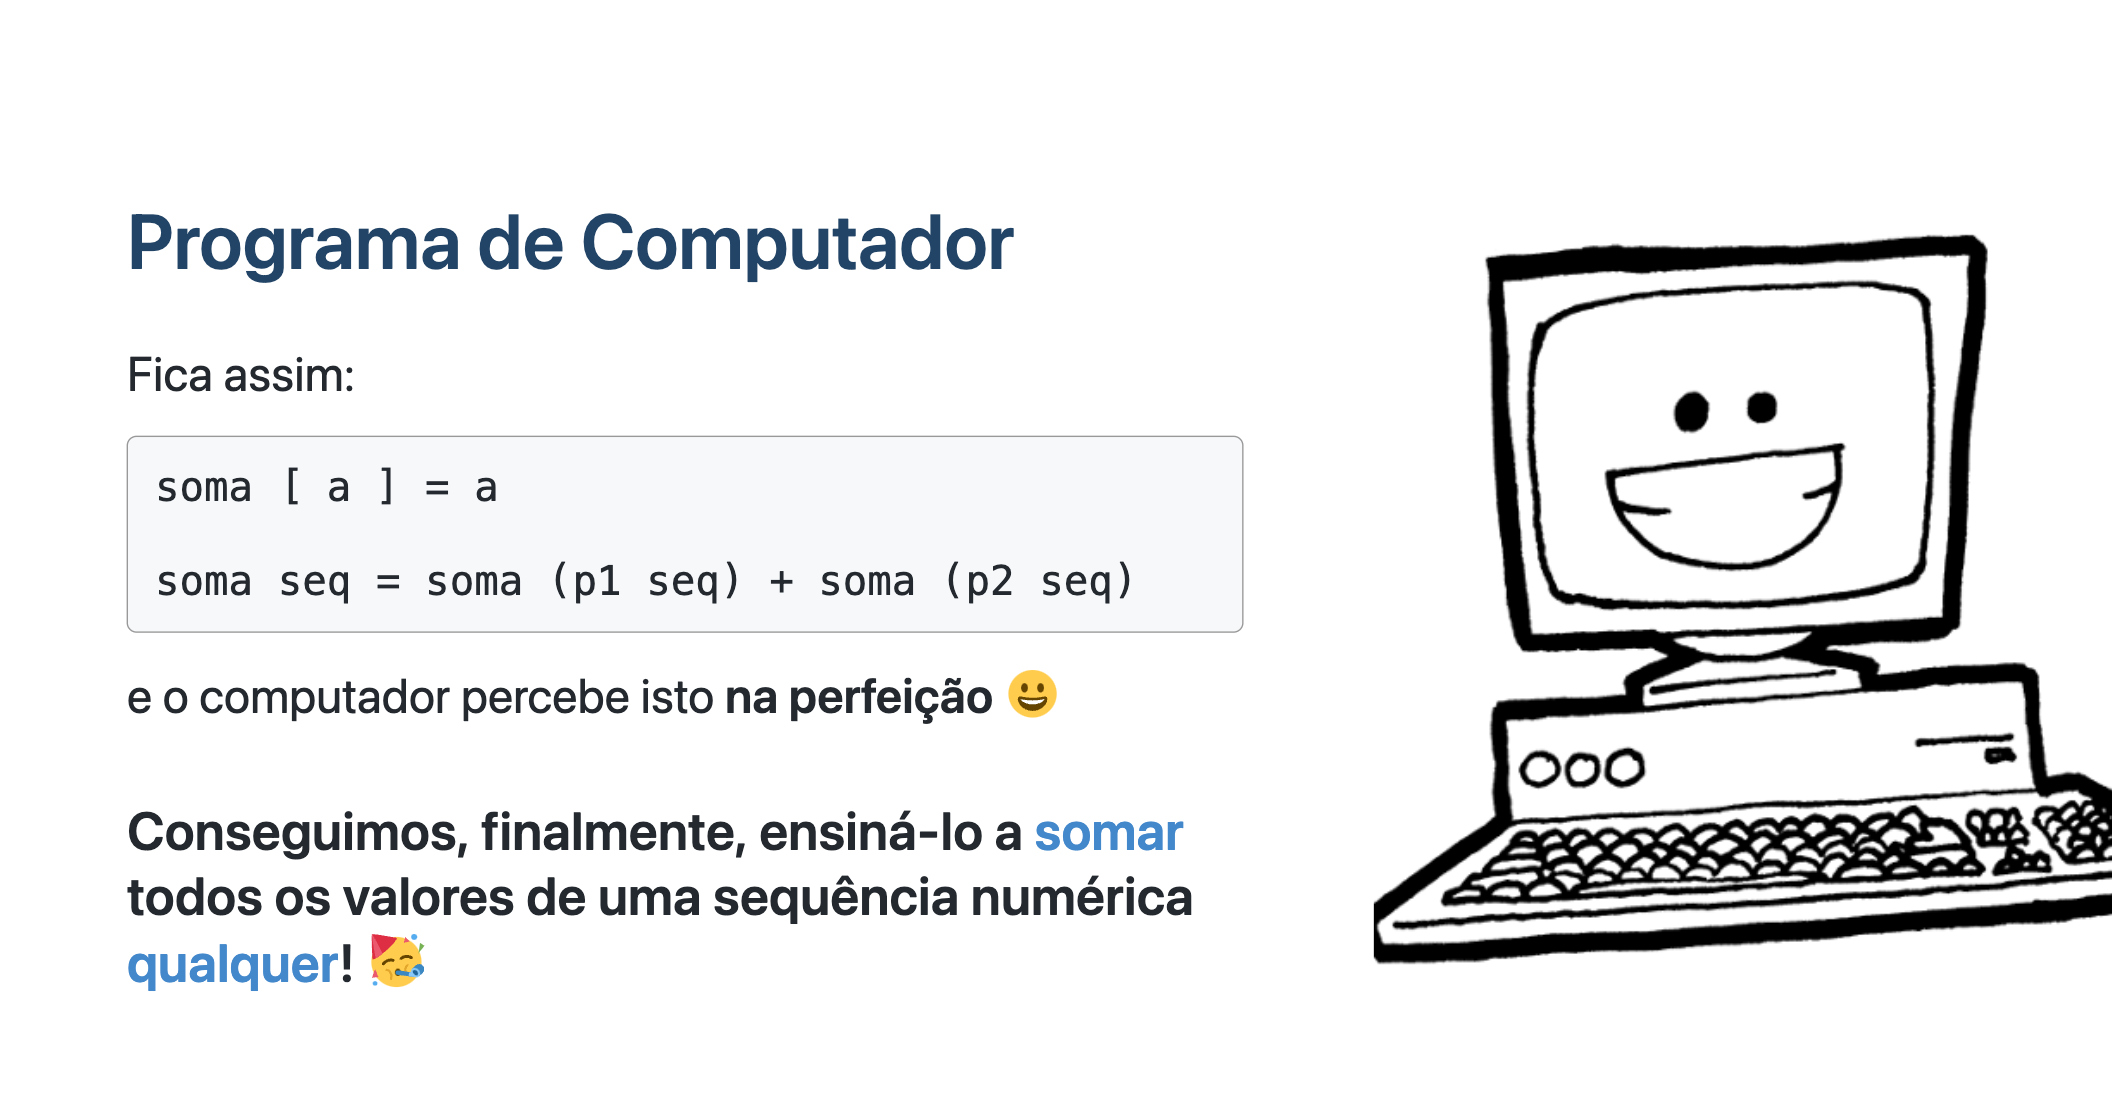 Programa de Computador
Fica assim:
soma [ a ] = a
soma seq = soma (p1 seq) + soma (p2 seq)
e o computador percebe isto na perfeição 😀
Conseguimos, finalmente, ensiná-lo a somar
todos os valores de uma sequência numérica
qualquer! 🥳